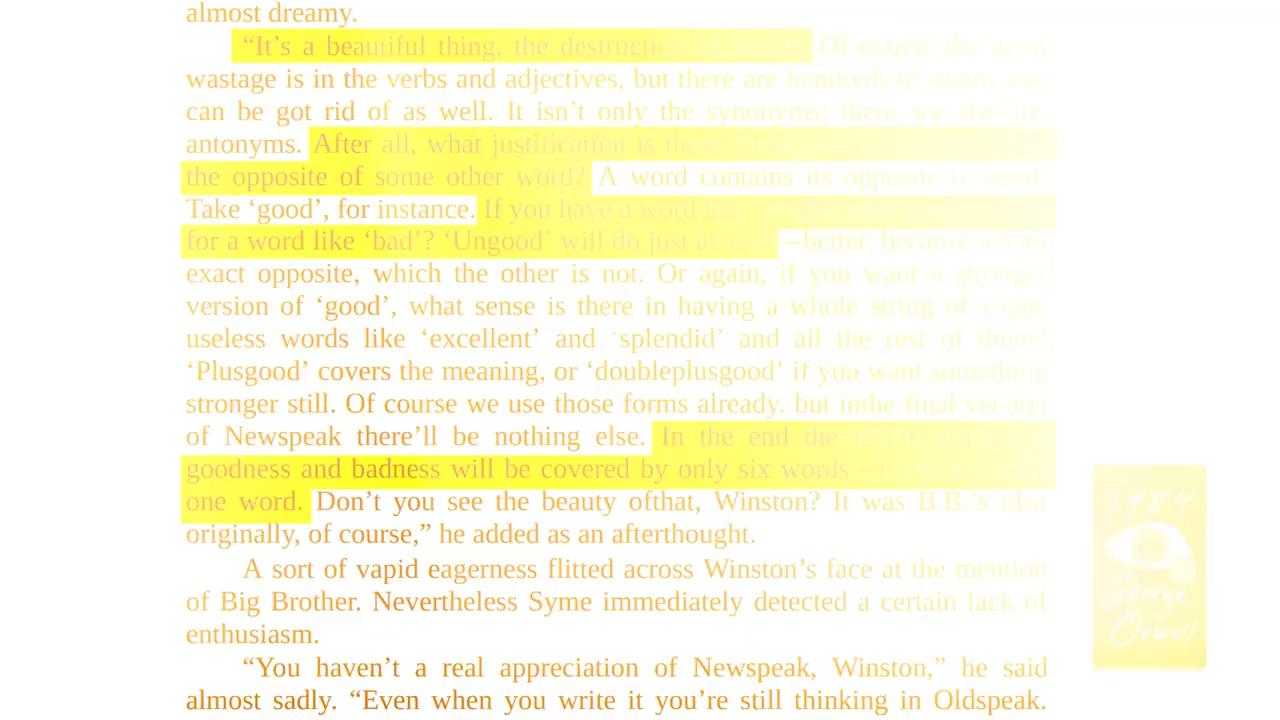 almost dreamy.
“It’s a beautiful thing, the destruction Of course the great
wastage is in the verbs and adjectives, but there are hundreds of nouns
can be got rid of as well. It isn’t only the synonyms; there are also the
antonyms. After all, what justification is
the opposite of some other word? A word contains its opposite in itself.
Take ‘good’, for instance. If you have a word
for a word like ‘bad’? ‘Ungood’ will do just as –better, because it’s an
exact opposite, which the other is not. Or again, if you want a stronger
version of ‘good’, what sense is there in having a whole string of vague
useless words like ‘excellent’ and ‘splendid’ and all the rest of them?
‘Plusgood’ covers the meaning, or ‘doubleplusgood’ if you want something
stronger still. Of course we use those forms already. but inthe final version
of Newspeak there’ll be nothing else. In the end the
goodness and badness will be covered by only six words
one word. Don’t you see the beauty ofthat, Winston? It was B.B.’s idea
originally, of course,” he added as an afterthought.
A sort of vapid eagerness flitted across Winston’s face at the mention
of Big Brother. Nevertheless Syme immediately detected a certain lack of
enthusiasm.
“You haven’t a real appreciation of Newspeak, Winston,” he said
almost sadly. “Even when you write it you’re still thinking in Oldspeak.
1984
George
Orwell